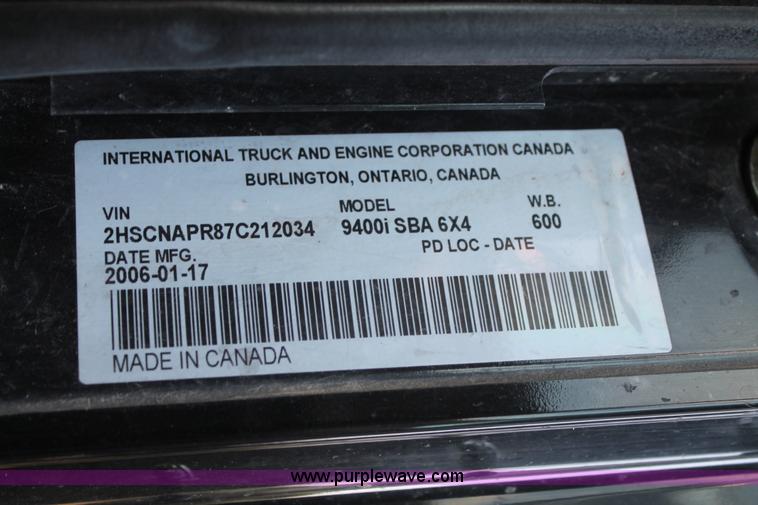 INTERNATIONAL TRUCK AND ENGINE CORPORATION CANADA
BURLINGTON, ONTARIO, CANADA
VIN MODEL W.B.
2HSCNAPR87C212034 9400i SBA 6X4 600
DATE MFG. PD LOC - DATE
2006-01-17
MADE IN CANADA
www.purplewave.com